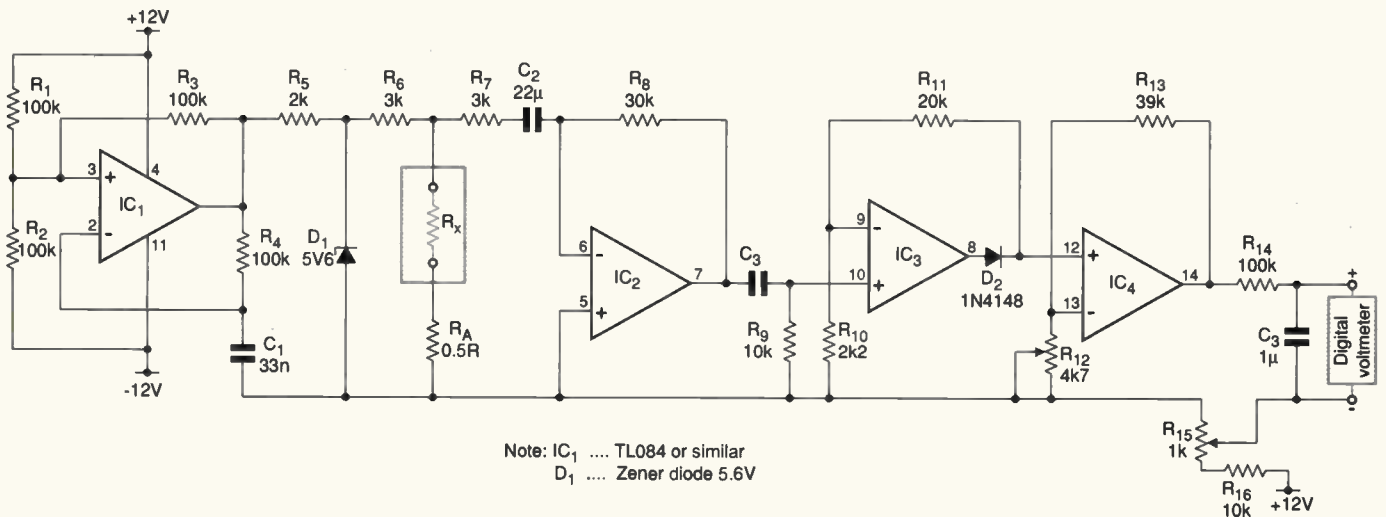 +12V
R1
100k
R3
100k
R5
2k
R6
3k
R7
3k
C2
22μ
R8
30k
R11
20k
R13
39k
3
+
4
IC1
2
-
11
R2
100k
R4
100k
D1
5V6
Rx
6
-
IC2
7
5
+
C3
9
-
IC3
8
10
+
D2
1N4148
12
+
IC4
14
13
-
R14
100k
+
C1
33n
RA
0.5R
R9
10k
R10
2k2
R12
4k7
C3
1μ
Digital
voltmeter
-
-12V
Note: IC1 .... TL084 or similar
D1 .... Zener diode 5.6V
R15
1k
R16
10k
+12V